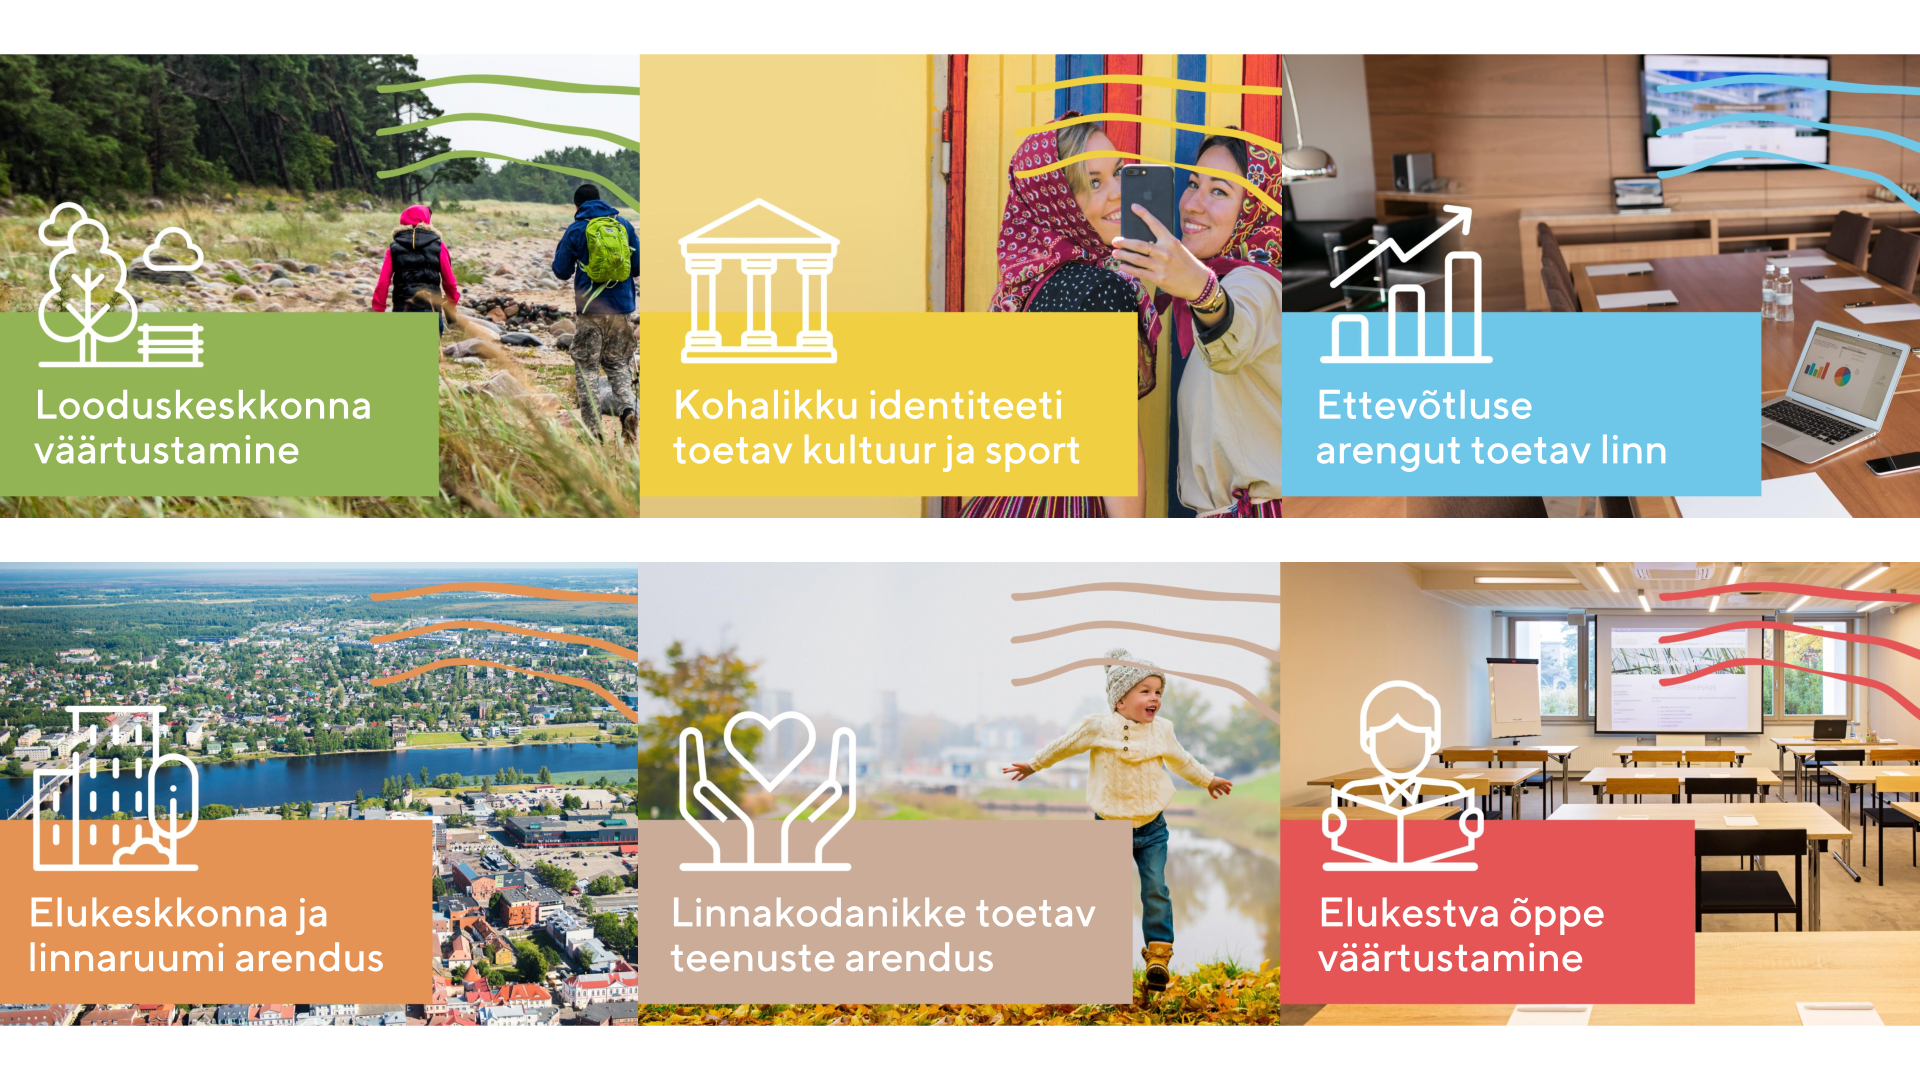 Looduskeskkonna
väärtustamine
Kohalikku identiteeti
toetav kultuur ja sport
Ettevõtluse
arengut toetav linn
Elukeskkonna ja
linnaruumi arendus
Linnakodanikke toetav
teenuste arendus
Elukestva õppe
väärtustamine